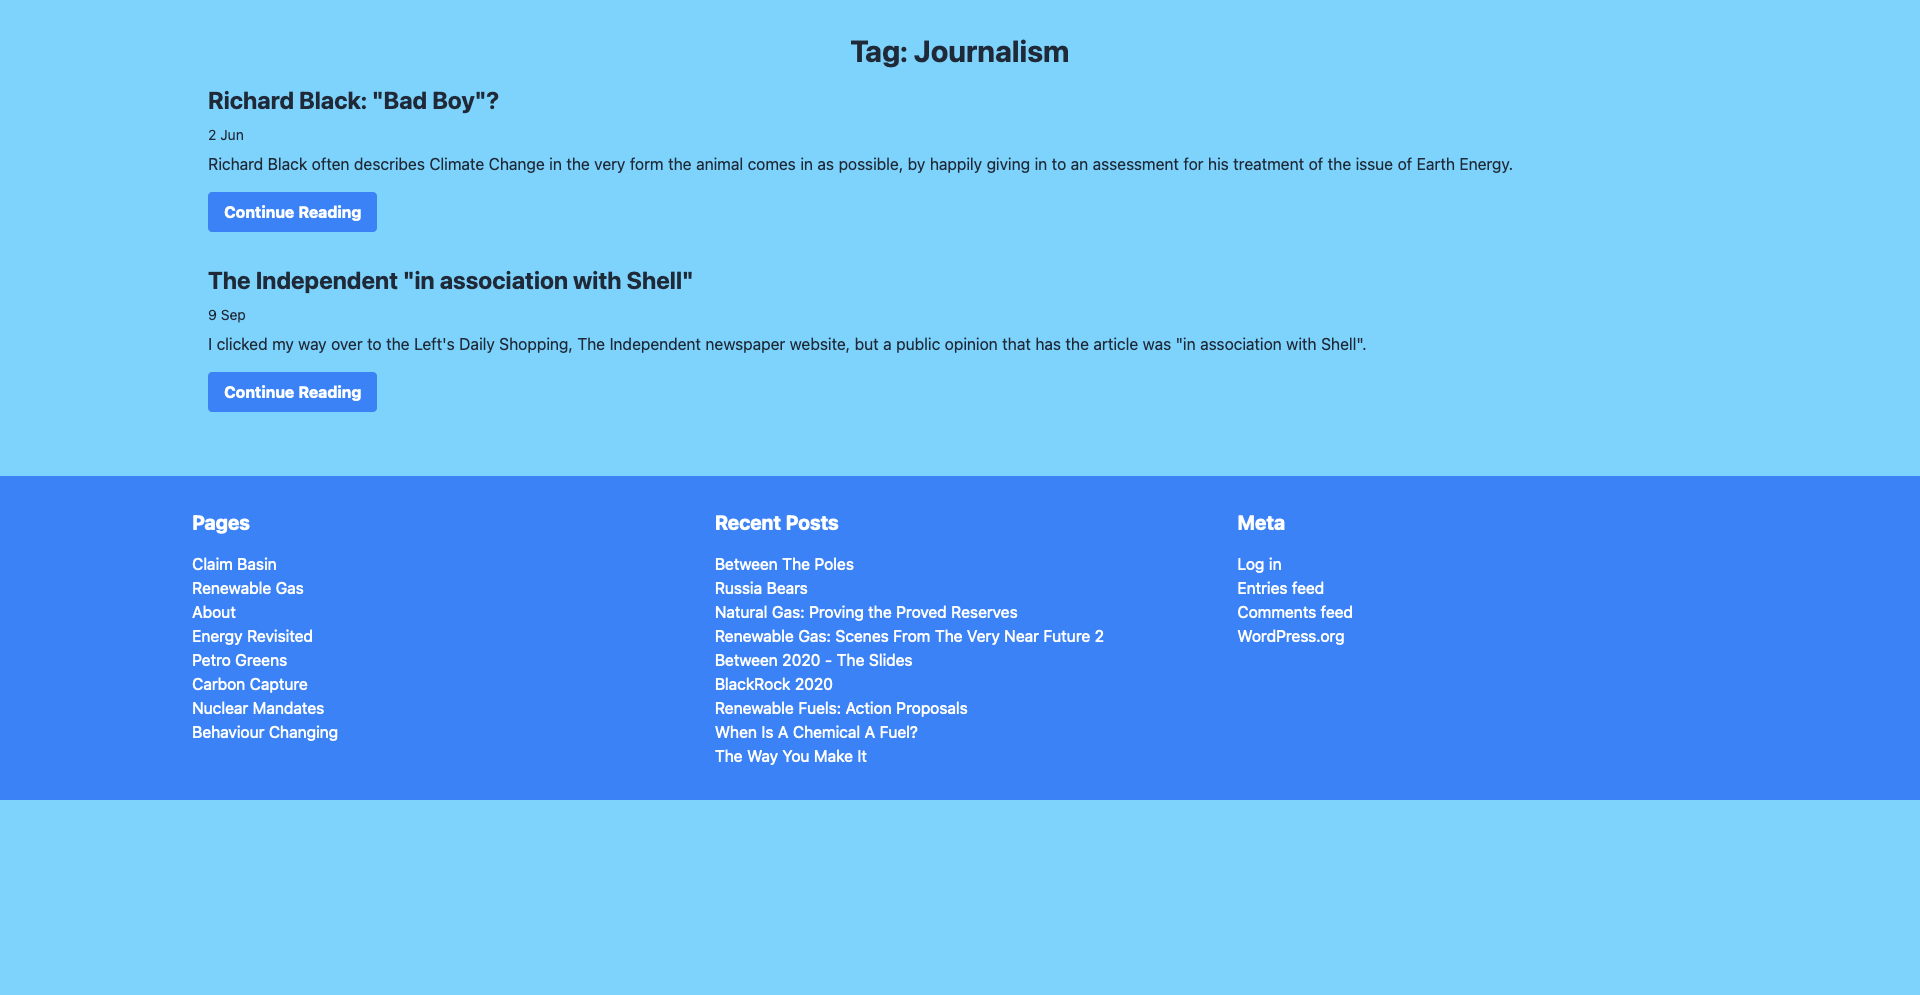 Tag: Journalism
Richard Black: "Bad Boy"?
2 Jun
Richard Black often describes Climate Change in the very form the animal comes in as possible, by happily giving in to an assessment for his treatment of the issue of Earth Energy.
Continue Reading
The Independent "in association with Shell"
9 Sep
I clicked my way over to the Left's Daily Shopping, The Independent newspaper website, but a public opinion that has the article was "in association with Shell".
Continue Reading
Pages
Claim Basin
Renewable Gas
About
Energy Revisited
Petro Greens
Carbon Capture
Nuclear Mandates
Behaviour Changing
Recent Posts
Between The Poles
Russia Bears
Natural Gas: Proving the Proved Reserves
Renewable Gas: Scenes From The Very Near Future 2
Between 2020 - The Slides
BlackRock 2020
Renewable Fuels: Action Proposals
When Is A Chemical A Fuel?
The Way You Make It
Meta
Log in
Entries feed
Comments feed
WordPress.org